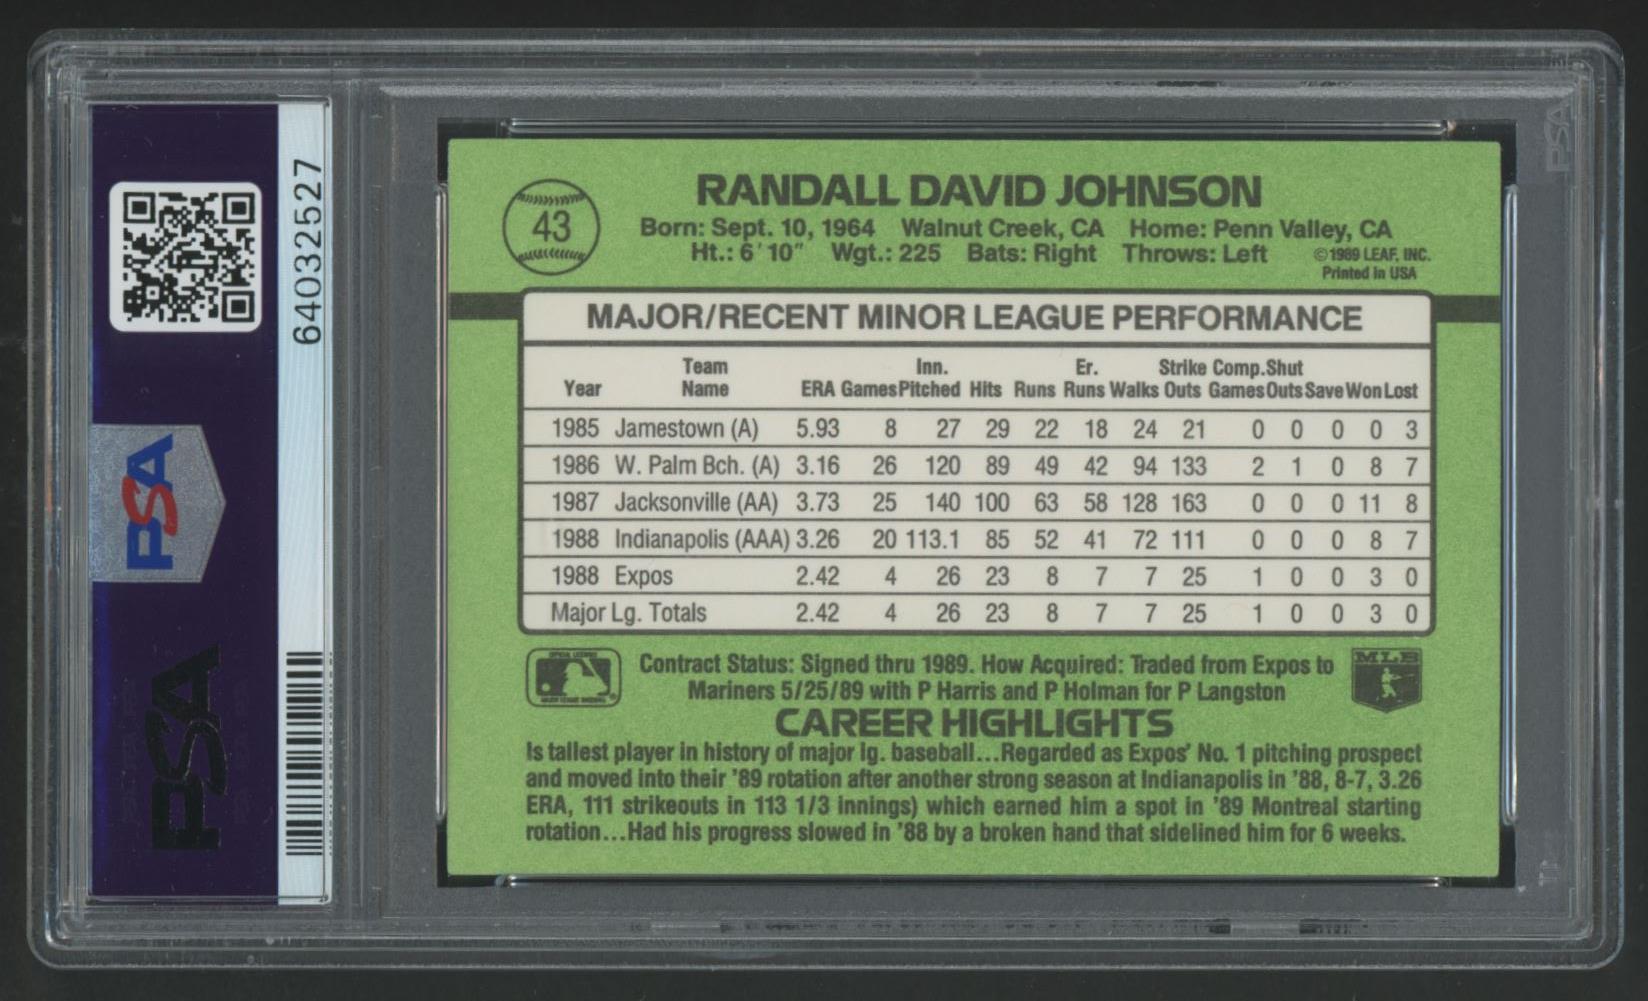 64032527
PSA
PSA
PSA
43
RANDALL DAVID JOHNSON
Born: Sept. 10, 1964 Walnut Creek, CA Home: Penn Valley, CA
Ht.: 6' 10" Wgt.: 225 Bats: Right Throws: Left
©1989 LEAF, INC.
Printed in USA
MAJOR/RECENT MINOR LEAGUE PERFORMANCE
Year Team Name ERA Games Inn. Pitched Hits Runs Er. Runs Walks Strike Outs Comp. Games Shut Outs Save Won Lost
1985 Jamestown (A) 5.93 8 27 29 22 18 24 21 0 0 0 0 3
1986 W. Palm Bch. (A) 3.16 26 120 89 49 42 94 133 2 1 0 8 7
1987 Jacksonville (AA) 3.73 25 140 100 63 58 128 163 0 0 0 11 8
1988 Indianapolis (AAA) 3.26 20 113.1 85 52 41 72 111 0 0 0 8 7
1988 Expos 2.42 4 26 23 8 7 7 25 1 0 0 3 0
Major Lg. Totals 2.42 4 26 23 8 7 7 25 1 0 0 3 0
Contract Status: Signed thru 1989. How Acquired: Traded from Expos to
Mariners 5/25/89 with P Harris and P Holman for P Langston
MLB
CAREER HIGHLIGHTS
Is tallest player in history of major lg. baseball...Regarded as Expos' No. 1 pitching prospect
and moved into their '89 rotation after another strong season at Indianapolis in '88, 8-7, 3.26
ERA, 111 strikeouts in 113 1/3 innings) which earned him a spot in '89 Montreal starting
rotation...Had his progress slowed in '88 by a broken hand that sidelined him for 6 weeks.